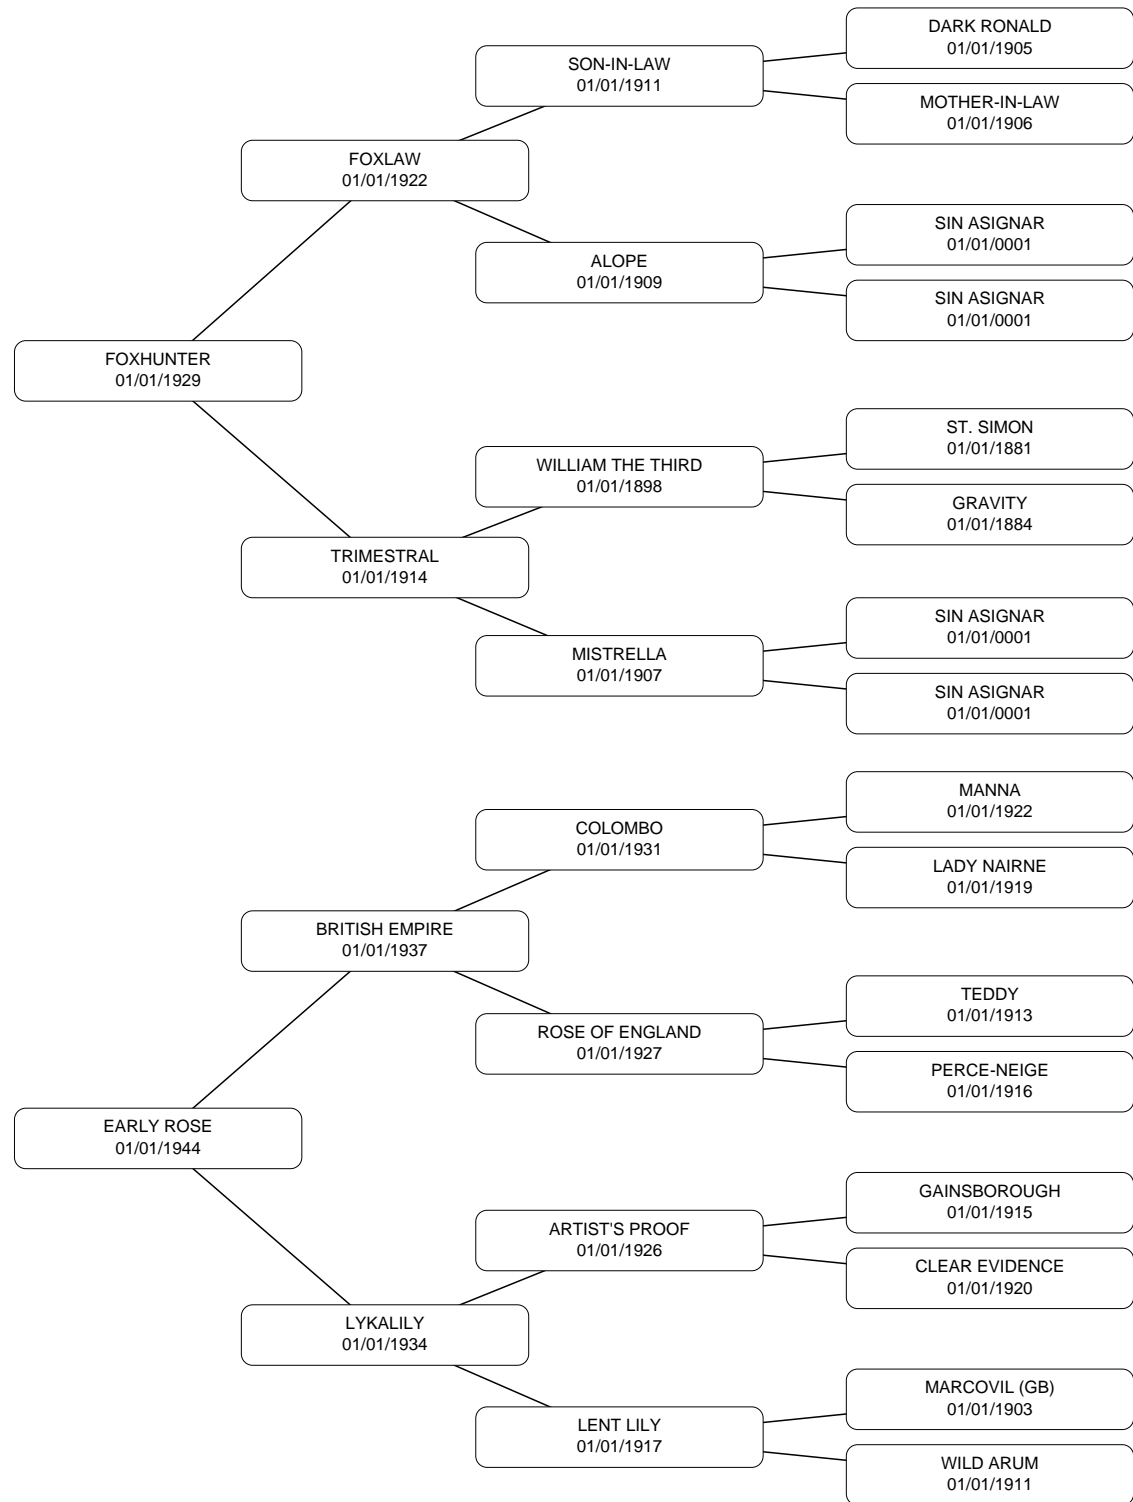 DARK RONALD
01/01/1905
SON-IN-LAW
01/01/1911
MOTHER-IN-LAW
01/01/1906
FOXLAW
01/01/1922
SIN ASIGNAR
01/01/0001
ALOPE
01/01/1909
SIN ASIGNAR
01/01/0001
FOXHUNTER
01/01/1929
ST. SIMON
01/01/1881
WILLIAM THE THIRD
01/01/1898
GRAVITY
01/01/1884
TRIMESTRAL
01/01/1914
SIN ASIGNAR
01/01/0001
MISTRELLA
01/01/1907
SIN ASIGNAR
01/01/0001
MANNA
01/01/1922
COLOMBO
01/01/1931
LADY NAIRNE
01/01/1919
BRITISH EMPIRE
01/01/1937
TEDDY
01/01/1913
ROSE OF ENGLAND
01/01/1927
PERCE-NEIGE
01/01/1916
EARLY ROSE
01/01/1944
GAINSBOROUGH
01/01/1915
ARTIST'S PROOF
01/01/1926
CLEAR EVIDENCE
01/01/1920
LYKALILY
01/01/1934
MARCOVIL (GB)
01/01/1903
LENT LILY
01/01/1917
WILD ARUM
01/01/1911